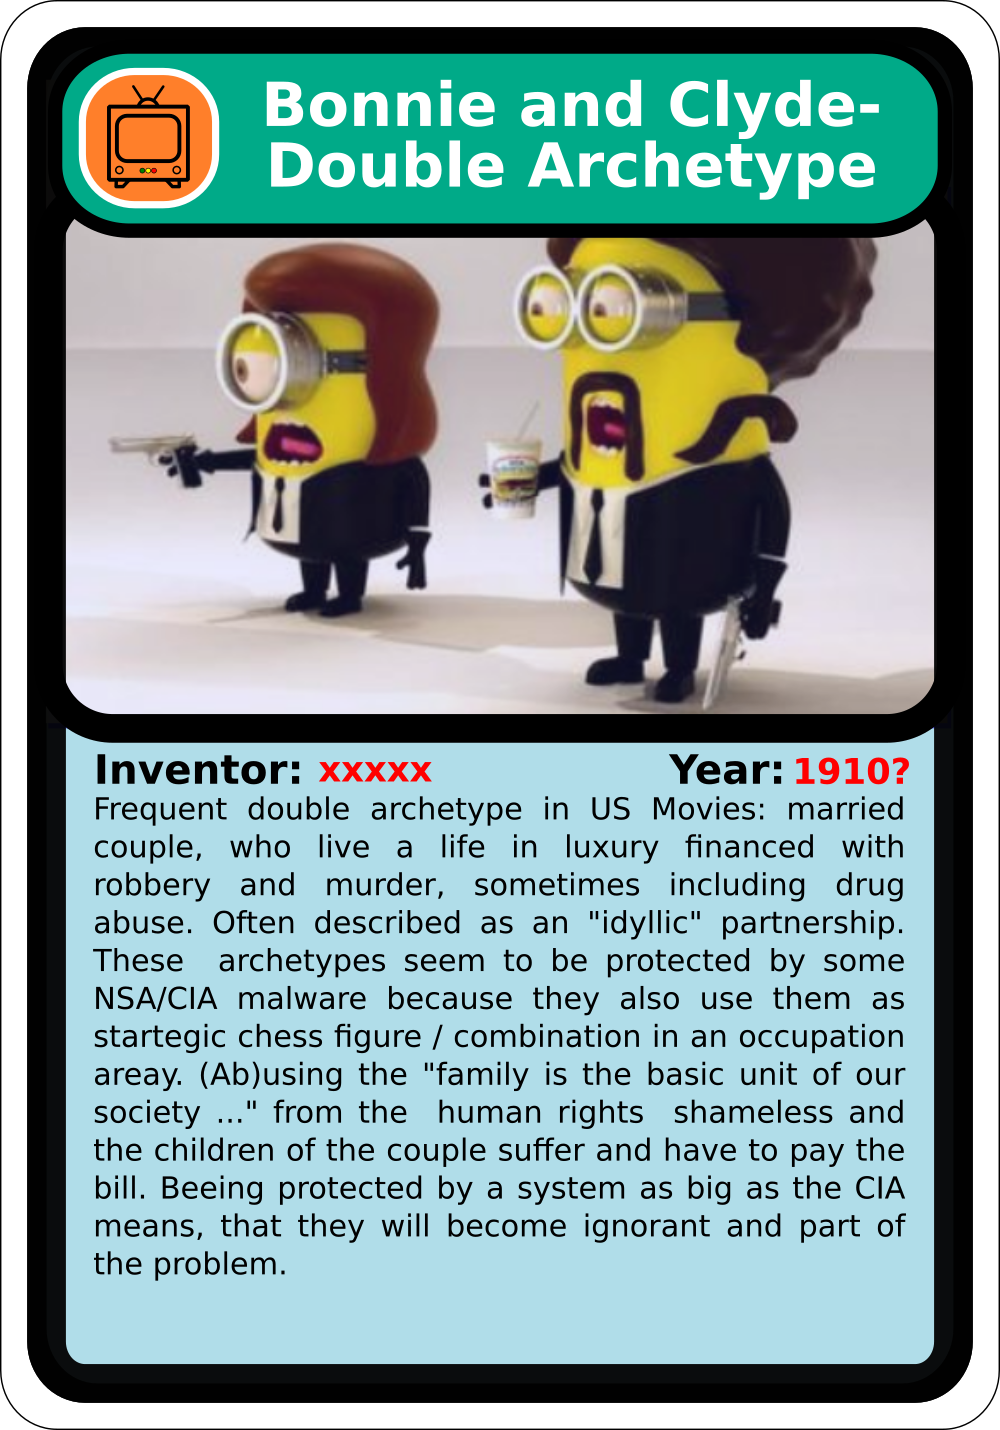 Bonnie and Clyde-
Double Archetype
Inventor: xxxxx Year: 1910?
Frequent double archetype in US Movies: married
couple, who live a life in luxury financed with
robbery and murder, sometimes including drug
abuse. Often described as an "idyllic" partnership.
These archetypes seem to be protected by some
NSA/CIA malware because they also use them as
startegic chess figure / combination in an occupation
areay. (Ab)using the "family is the basic unit of our
society ..." from the human rights shameless and
the children of the couple suffer and have to pay the
bill. Beeing protected by a system as big as the CIA
means, that they will become ignorant and part of
the problem.